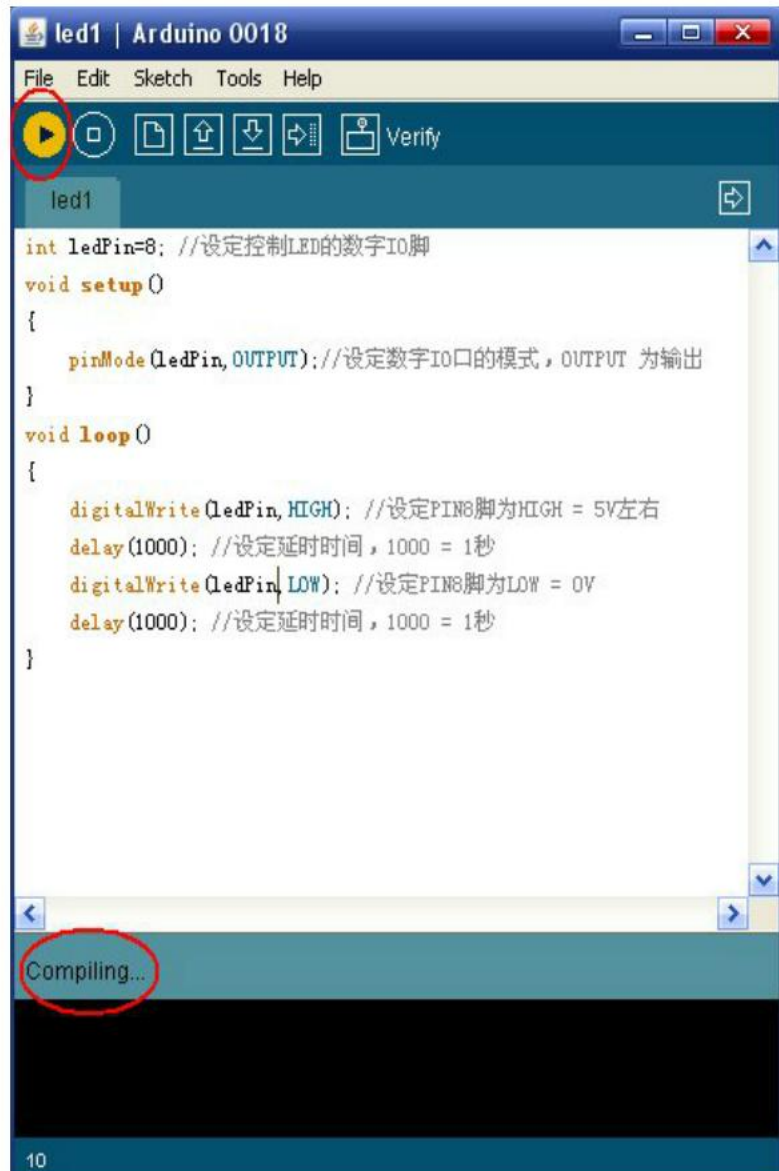 led1 | Arduino 0018
File Edit Sketch Tools Help
Verify
led1
int ledPin=8; //设定控制LED的数字IO脚
void setup()
{
pinMode(ledPin,OUTPUT);//设定数字IO口的模式，OUTPUT 为输出
}
void loop()
{
digitalWrite(ledPin,HIGH); //设定PIN8脚为HIGH = 5V左右
delay(1000); //设定延时时间，1000 = 1秒
digitalWrite(ledPin,LOW); //设定PIN8脚为LOW = 0V
delay(1000); //设定延时时间，1000 = 1秒
}
Compiling...
10